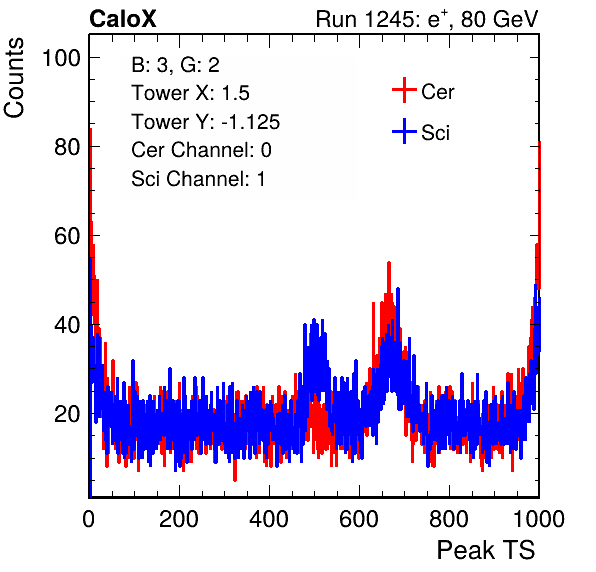 CaloX Run 1245: e+, 80 GeV
Counts
B: 3, G: 2
Tower X: 1.5
Tower Y: -1.125
Cer Channel: 0
Sci Channel: 1
Cer
Sci
100
80
60
40
20
0 200 400 600 800 1000
Peak TS